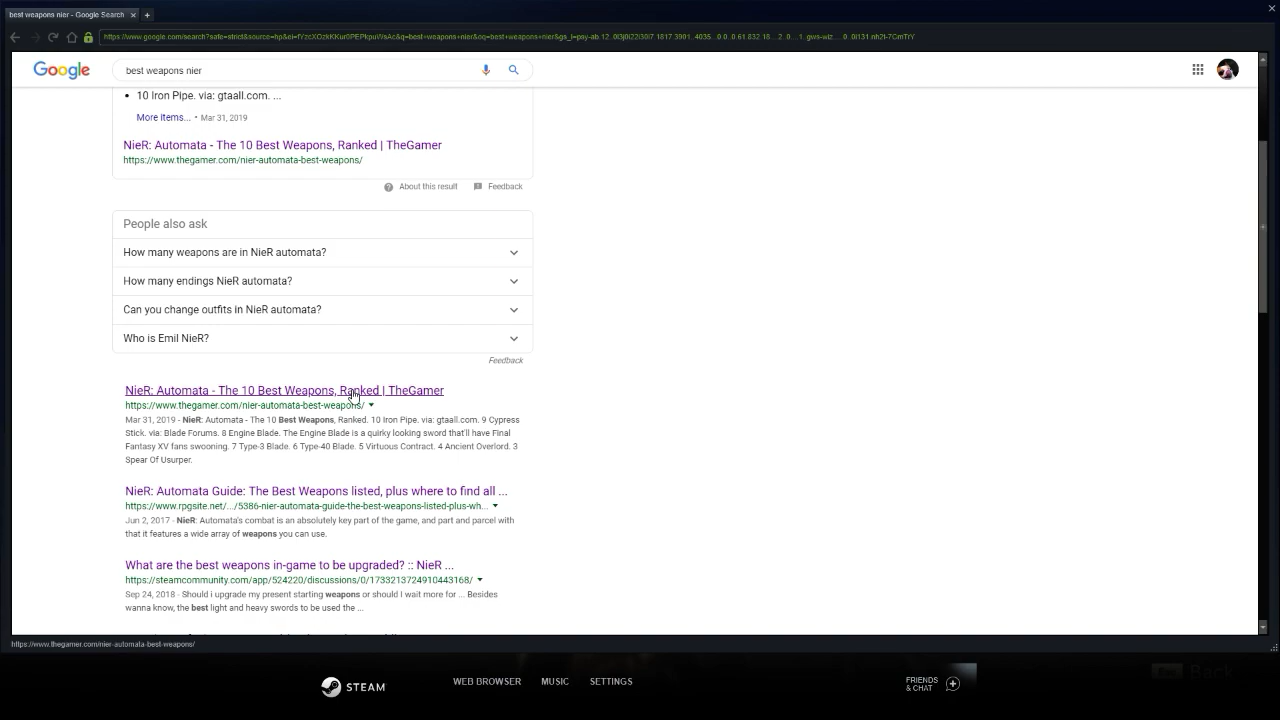 best weapons nier - Google Search
Google
best weapons nier
10 Iron Pipe. via: gtaall.com. ...
More items... • Mar 31, 2019
NieR: Automata - The 10 Best Weapons, Ranked | TheGamer
https://www.thegamer.com/nier-automata-best-weapons/
About this result Feedback
People also ask
How many weapons are in NieR automata?
How many endings NieR automata?
Can you change outfits in NieR automata?
Who is Emil NieR?
Feedback
NieR: Automata - The 10 Best Weapons, Ranked | TheGamer
https://www.thegamer.com/nier-automata-best-weapons/
Mar 31, 2019 - NieR: Automata - The 10 Best Weapons, Ranked. 10 Iron Pipe. via: gtaall.com. 9 Cypress
Stick. via: Blade Forums. 8 Engine Blade. The Engine Blade is a quirky looking sword that'll have Final
Fantasy XV fans swooning. 7 Type-3 Blade. 6 Type-40 Blade. 5 Virtuous Contract. 4 Ancient Overlord. 3
Spear Of Usurper.
NieR: Automata Guide: The Best Weapons listed, plus where to find all ...
https://www.rpgsite.net/.../5386-nier-automata-guide-the-best-weapons-listed-plus-wh...
Jun 2, 2017 - NieR: Automata's combat is an absolutely key part of the game, and part and parcel with
that it features a wide array of weapons you can use.
What are the best weapons in-game to be upgraded? :: NieR ...
https://steamcommunity.com/app/524220/discussions/0/1733213724910443168/
Sep 24, 2018 - Should i upgrade my present starting weapons or should I wait more for ... Besides
wanna know, the best light and heavy swords to be used the ...
https://www.thegamer.com/nier-automata-best-weapons/
STEAM
WEB BROWSER MUSIC SETTINGS
FRIENDS
& CHAT
Back